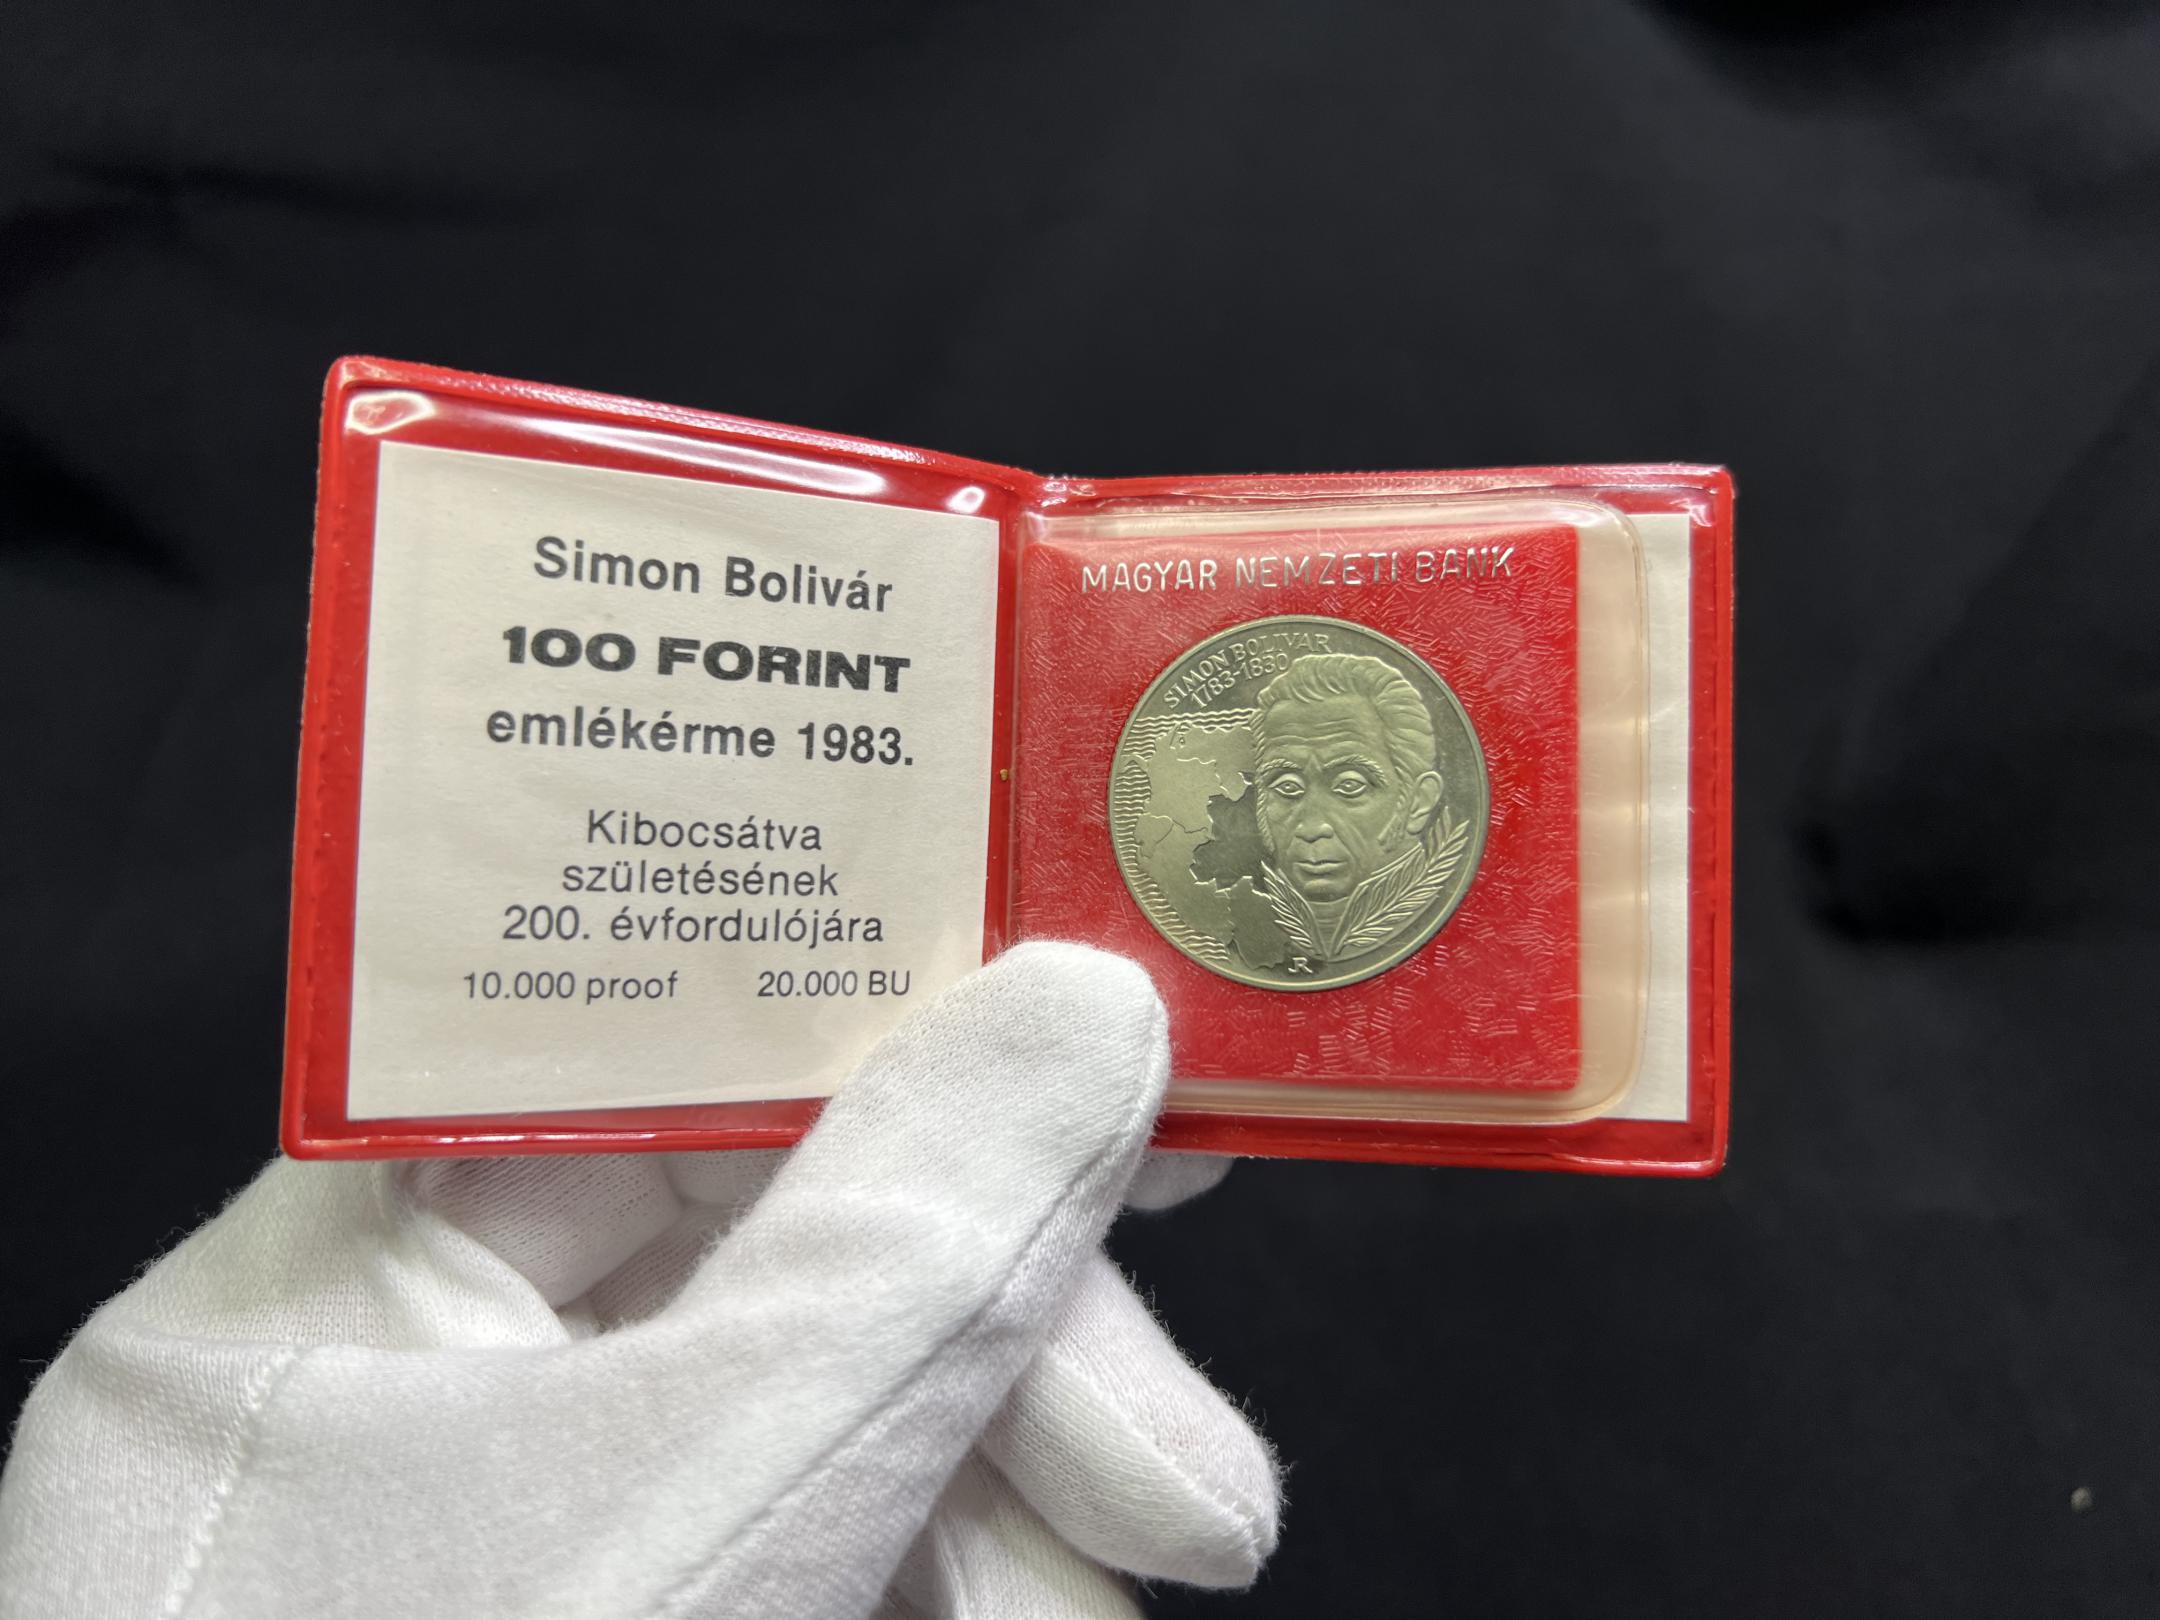 Simon Bolivár
100 FORINT
emlékérme 1983.
Kibocsátva
születésének
200. évfordulójára
10.000 proof 20.000 BU
MAGYAR NEMZETI BANK
SIMON BOLIVAR
1783-1830
JR